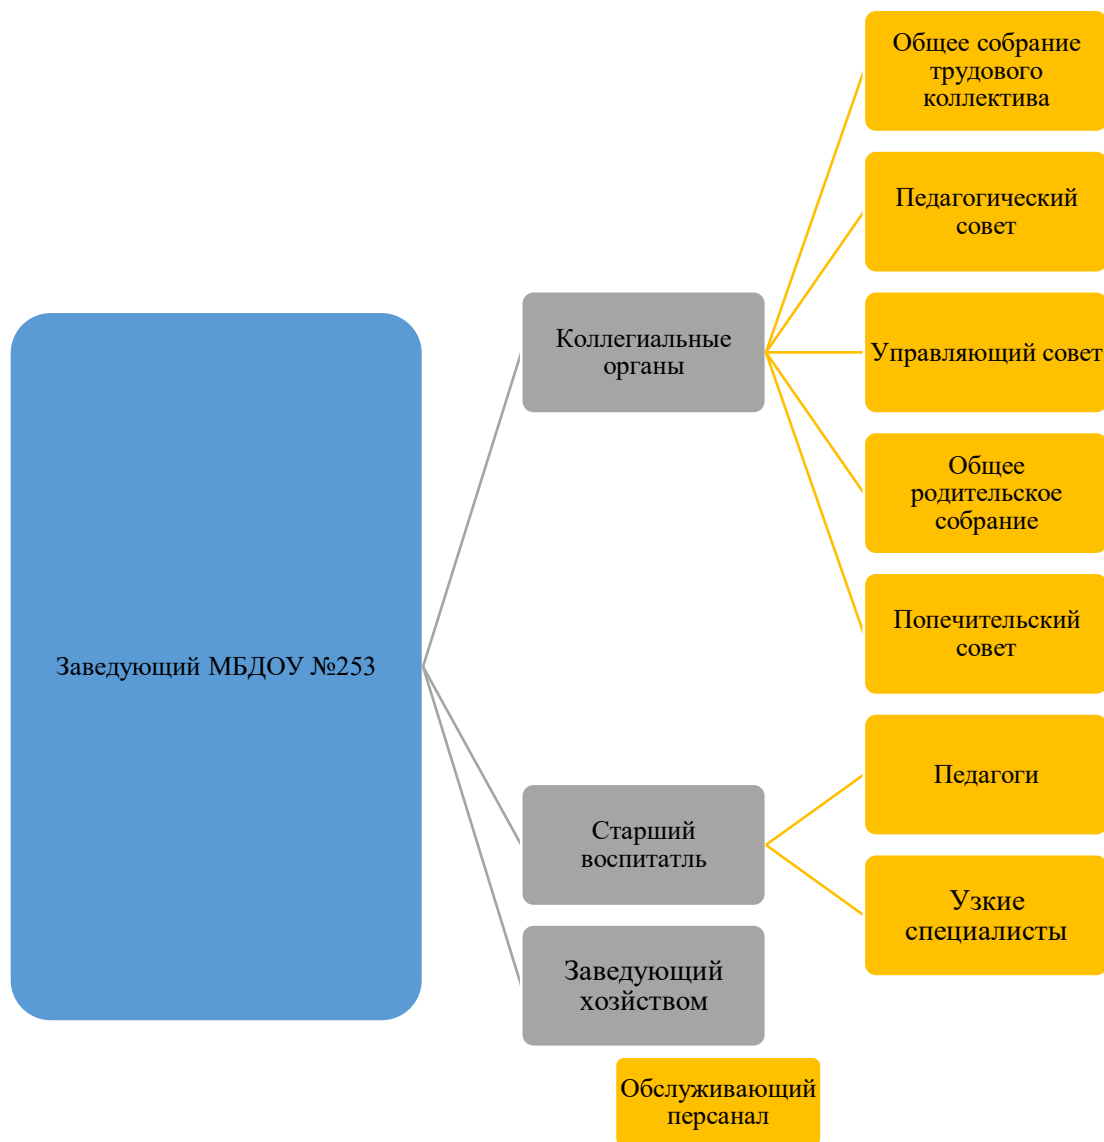 Общее собрание
трудового
коллектива
Педагогический
совет
Коллегиальные
органы
Управляющий совет
Общее
родительское
собрание
Попечительский
совет
Заведующий МБДОУ №253
Педагоги
Старший
воспитатль
Узкие
специалисты
Заведующий
хозйством
Обслуживающий
персанал